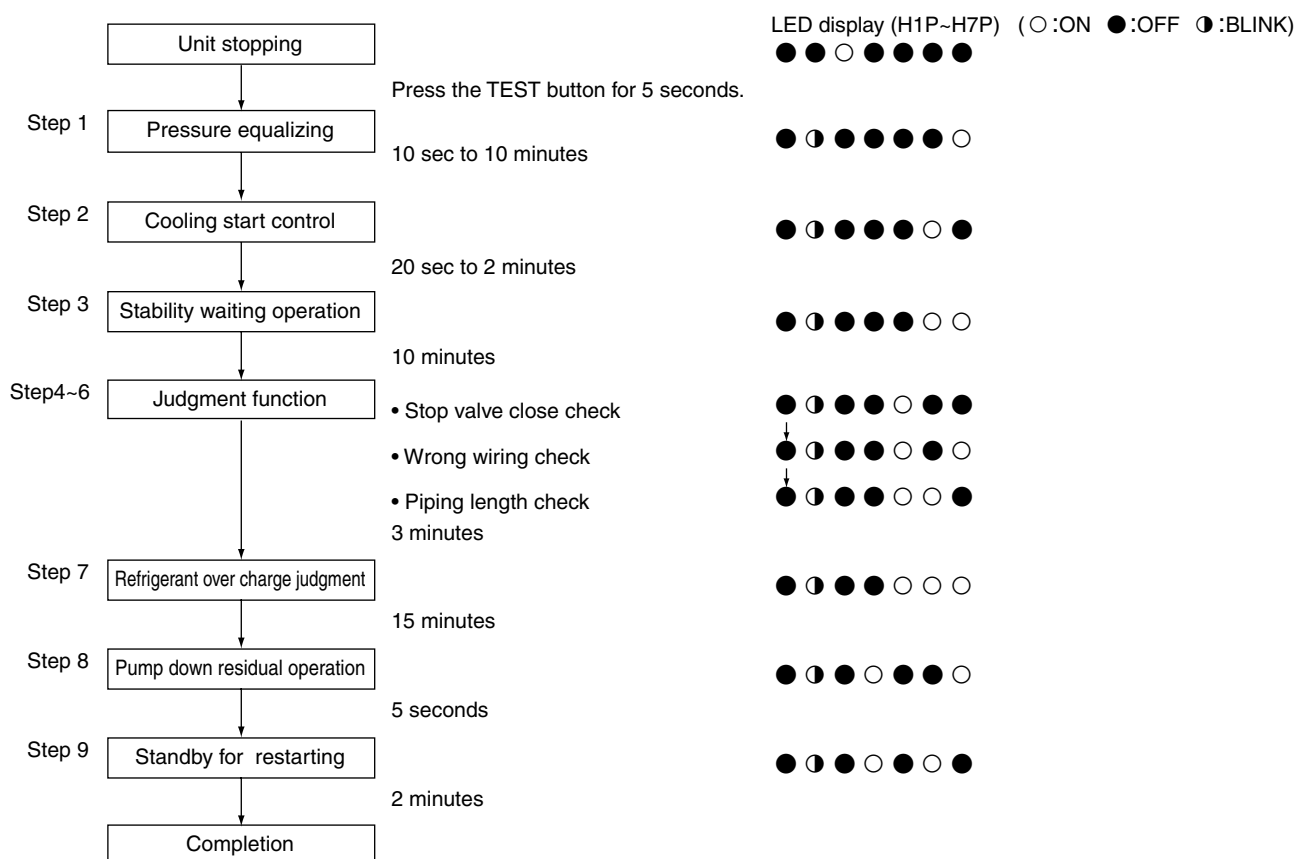 LED display (H1P~H7P) (○:ON ●:OFF ◑:BLINK)
Unit stopping
●●○●●●●
Press the TEST button for 5 seconds.
Step 1 Pressure equalizing
●◑●●●●○
10 sec to 10 minutes
Step 2 Cooling start control
●◑●●●○●
20 sec to 2 minutes
Step 3 Stability waiting operation
●◑●●●○○
10 minutes
Step4~6 Judgment function
• Stop valve close check ●◑●●○●●
• Wrong wiring check ●◑●●○●○
• Piping length check ●◑●●○○●
3 minutes
Step 7 Refrigerant over charge judgment
●◑●●○○○
15 minutes
Step 8 Pump down residual operation
●◑●○●●○
5 seconds
Step 9 Standby for restarting
●◑●○●○●
2 minutes
Completion